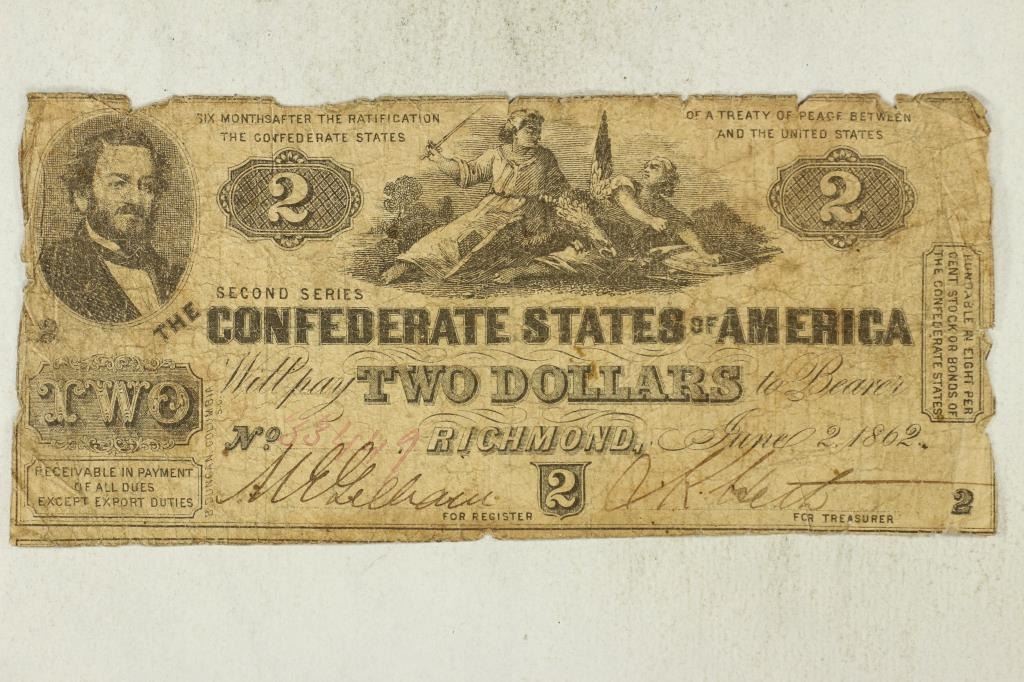 SIX MONTHS AFTER THE RATIFICATION
OF A TREATY OF PEACE BETWEEN
THE CONFEDERATE STATES
AND THE UNITED STATES
2
2
SECOND SERIES
THE CONFEDERATE STATES OF AMERICA
FUNDABLE IN EIGHT PER
CENT STOCK OR BONDS OF
THE CONFEDERATE STATES
2
TWO
Will pay TWO DOLLARS to Bearer
No. RICHMOND, June 2, 1862.
RECEIVABLE IN PAYMENT
OF ALL DUES
EXCEPT EXPORT DUTIES
2
2
FOR REGISTER
FOR TREASURER